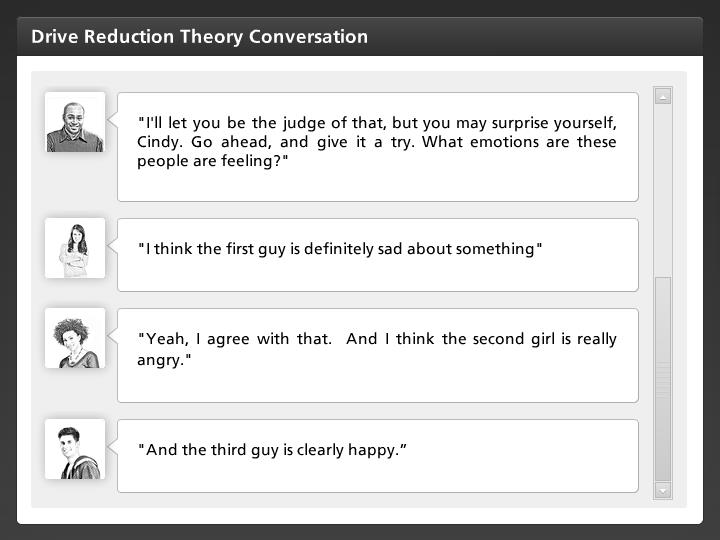 Drive Reduction Theory Conversation
"I'll let you be the judge of that, but you may surprise yourself,
Cindy. Go ahead, and give it a try. What emotions are these
people are feeling?"
"I think the first guy is definitely sad about something"
"Yeah, I agree with that.  And I think the second girl is really
angry."
"And the third guy is clearly happy.”